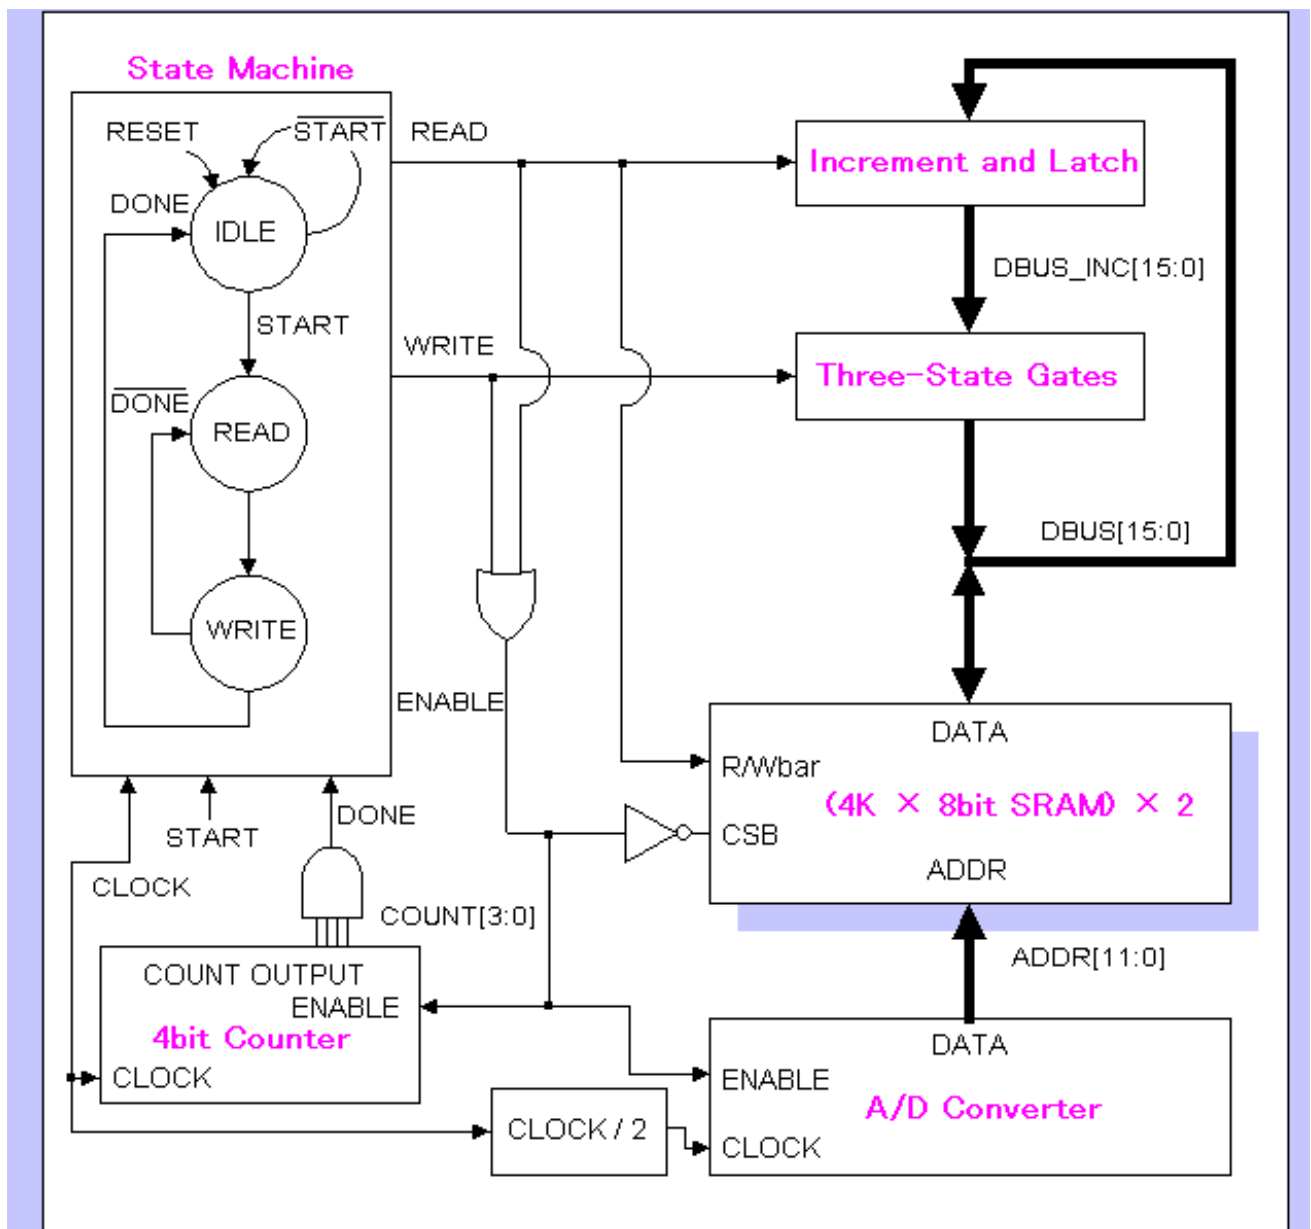 State Machine
RESET
START
READ
Increment and Latch
DONE
IDLE
DBUS_INC[15:0]
START
WRITE
Three-State Gates
DONE
READ
DBUS[15:0]
WRITE
ENABLE
DATA
R/Wbar
(4K × 8bit SRAM) × 2
DONE
START
CSB
ADDR
CLOCK
COUNT[3:0]
ADDR[11:0]
COUNT OUTPUT
ENABLE
4bit Counter
DATA
CLOCK
ENABLE
A/D Converter
CLOCK / 2
CLOCK